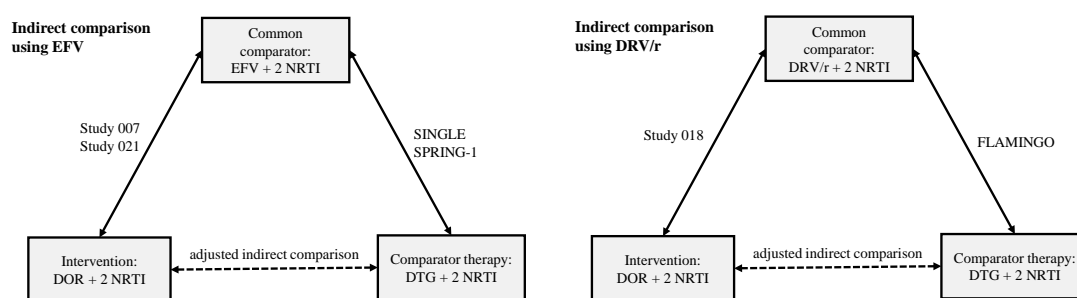 Indirect comparison
using EFV
Common
comparator:
EFV + 2 NRTI
Study 007
Study 021
SINGLE
SPRING-1
Intervention:
DOR + 2 NRTI
adjusted indirect comparison
Comparator therapy:
DTG + 2 NRTI
Indirect comparison
using DRV/r
Common
comparator:
DRV/r + 2 NRTI
Study 018
FLAMINGO
Intervention:
DOR + 2 NRTI
adjusted indirect comparison
Comparator therapy:
DTG + 2 NRTI